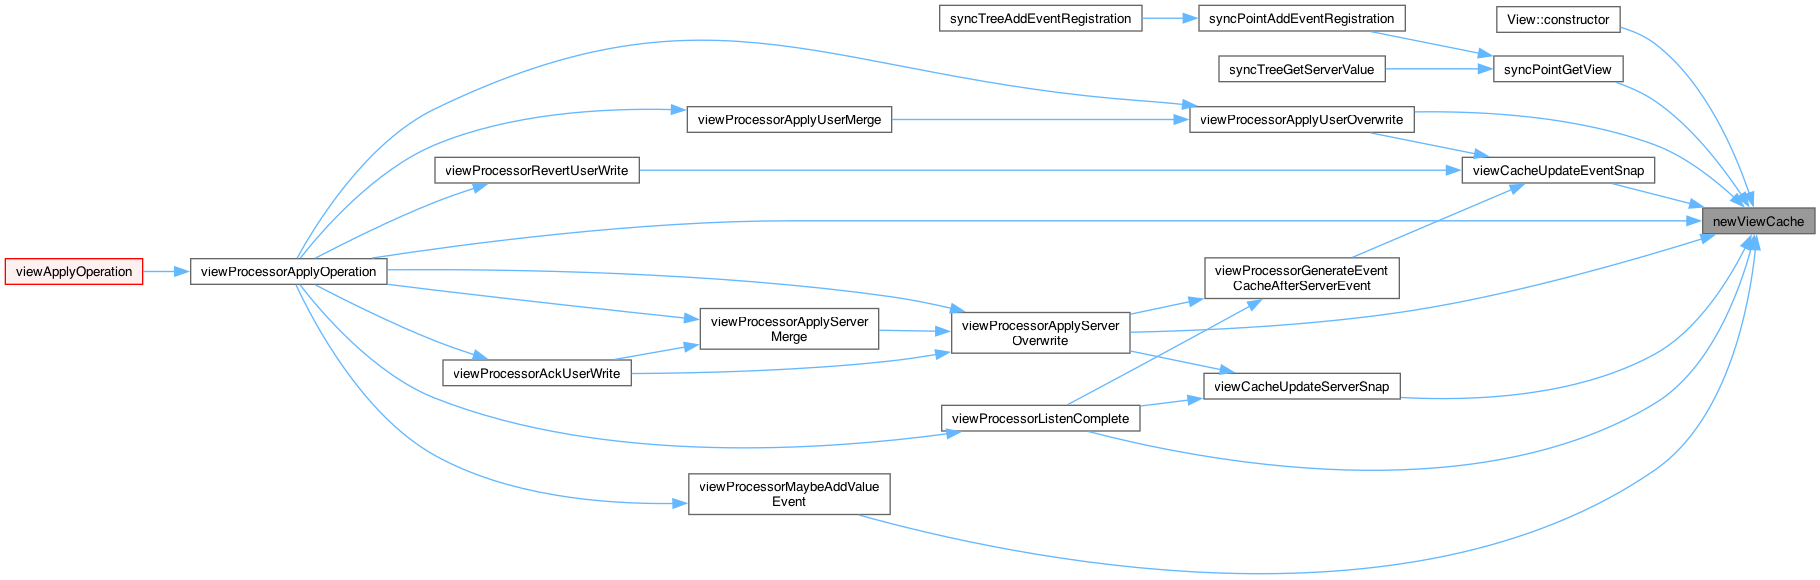 syncTreeAddEventRegistration
syncPointAddEventRegistration
View::constructor
syncTreeGetServerValue
syncPointGetView
viewProcessorApplyUserMerge
viewProcessorApplyUserOverwrite
viewProcessorRevertUserWrite
viewCacheUpdateEventSnap
newViewCache
viewApplyOperation
viewProcessorApplyOperation
viewProcessorGenerateEvent
CacheAfterServerEvent
viewProcessorApplyServer
Merge
viewProcessorApplyServer
Overwrite
viewProcessorAckUserWrite
viewCacheUpdateServerSnap
viewProcessorListenComplete
viewProcessorMaybeAddValue
Event